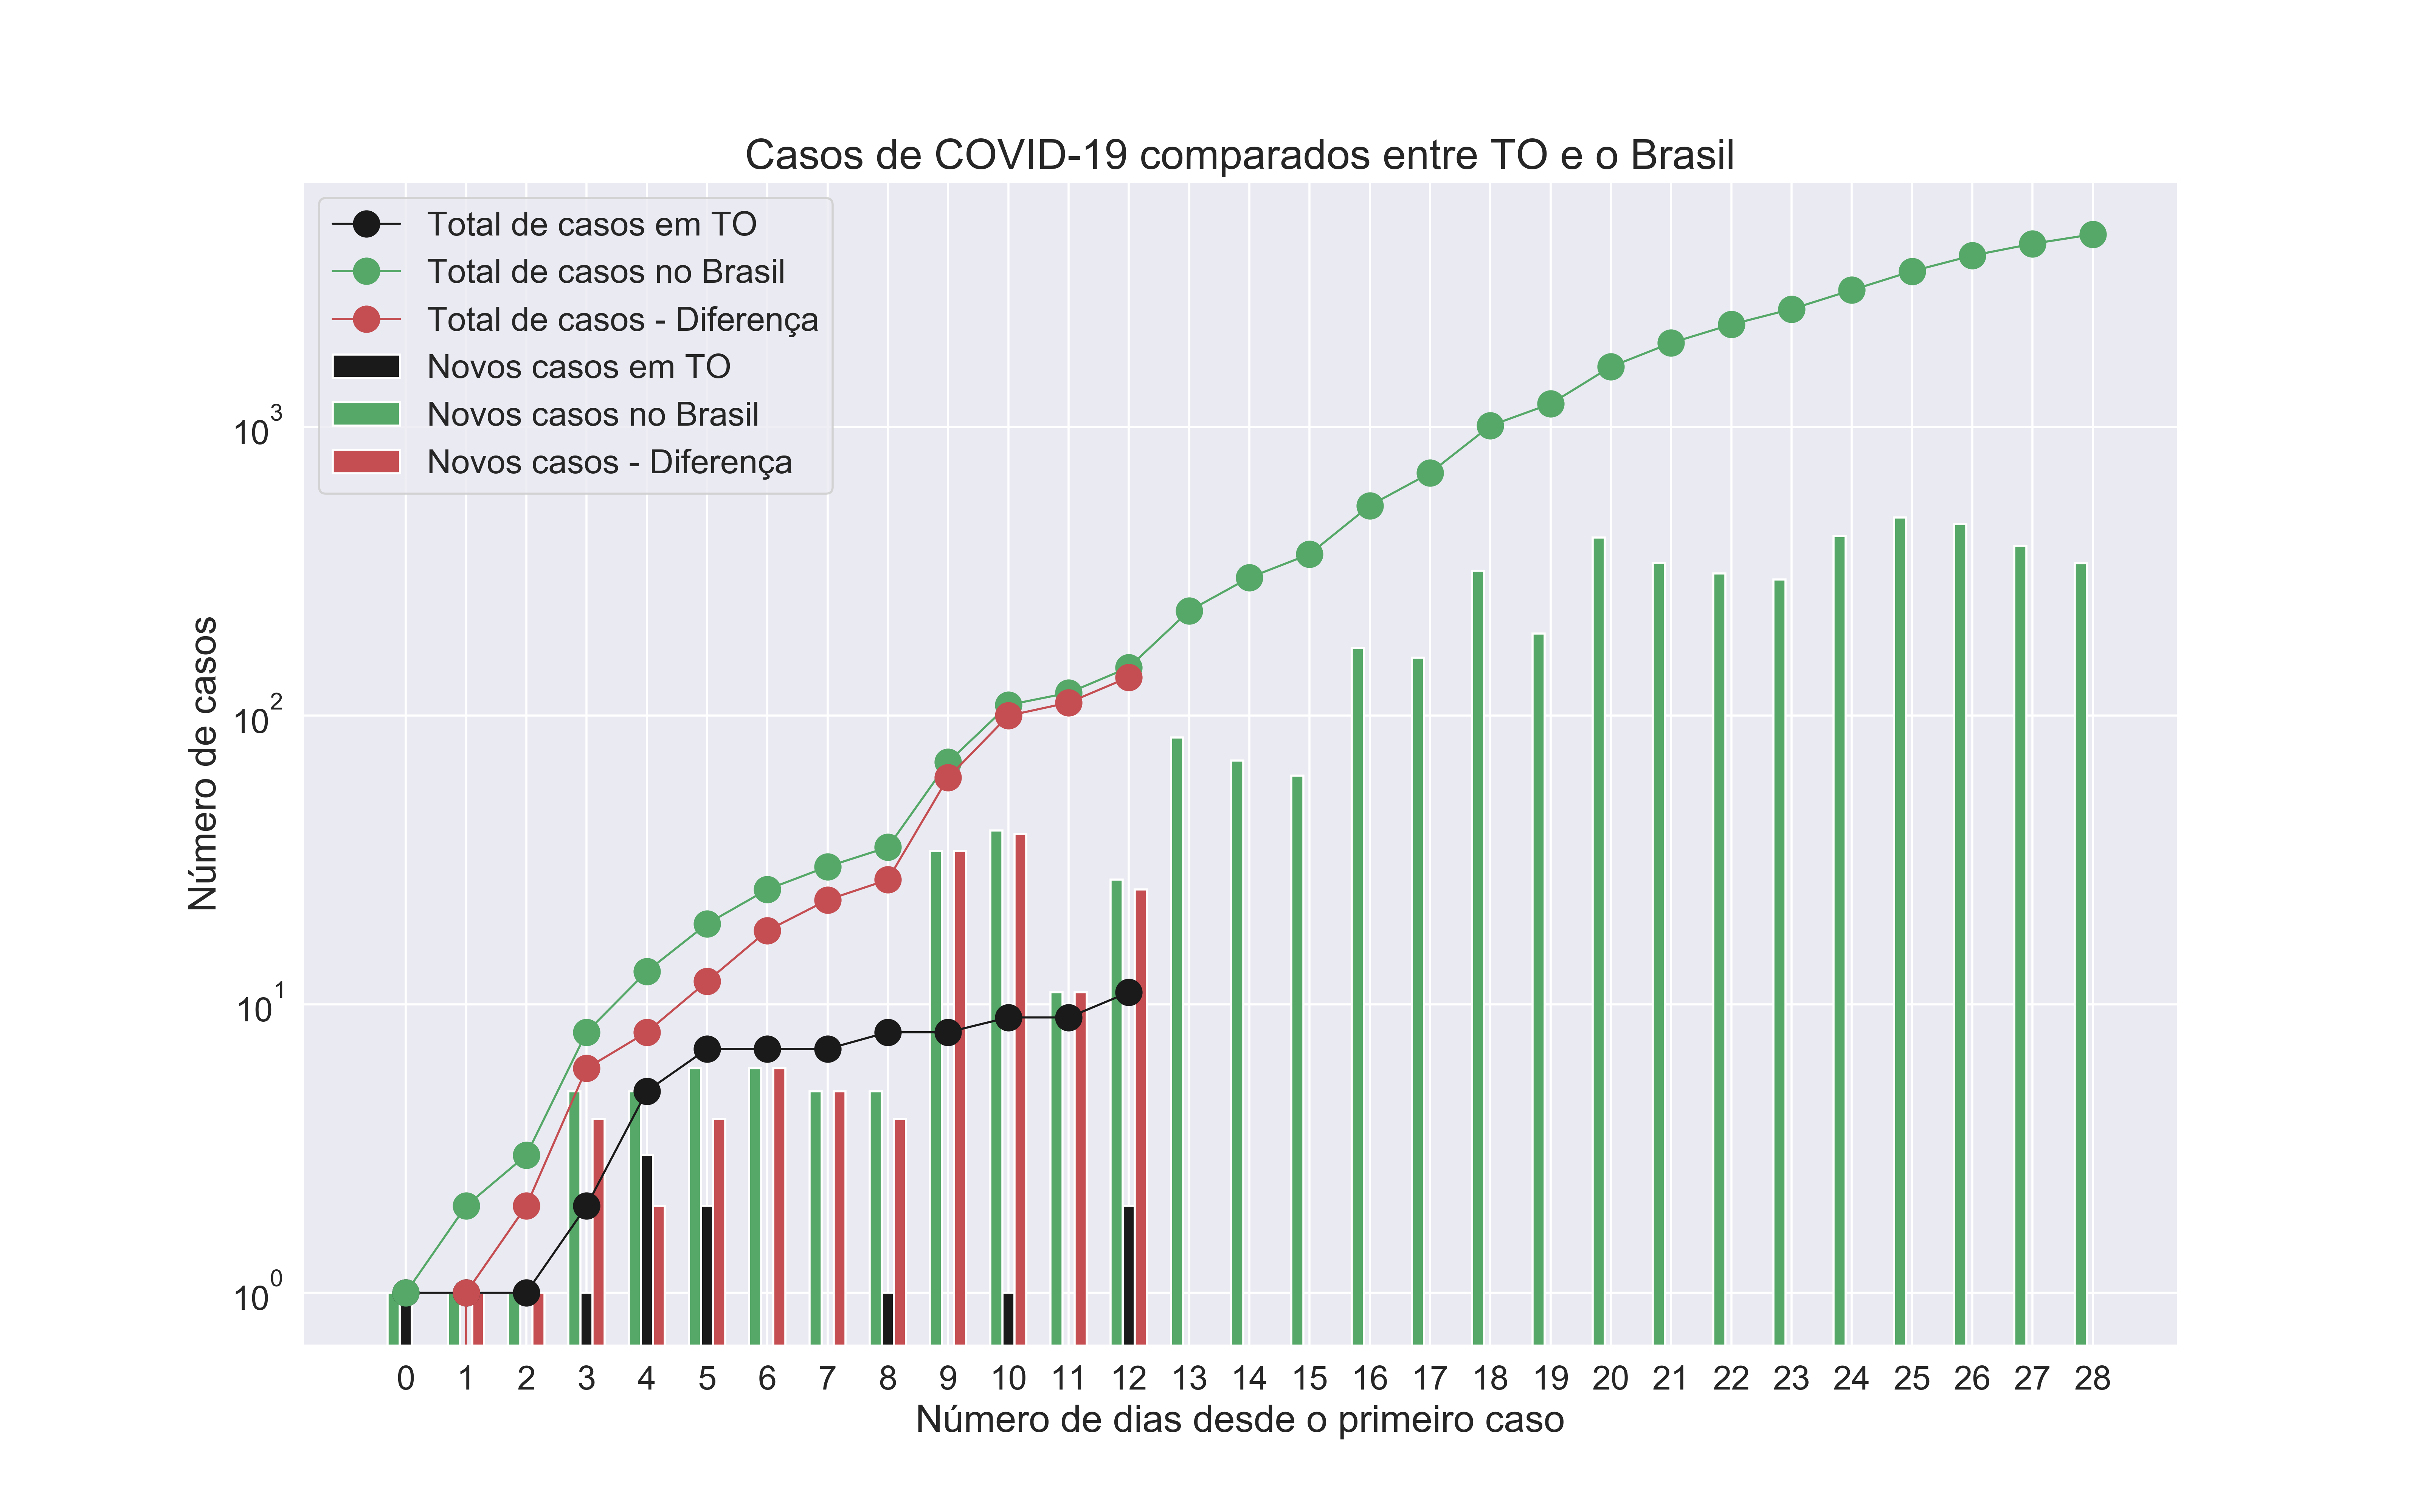 Casos de COVID-19 comparados entre TO e o Brasil
Total de casos em TO
Total de casos no Brasil
Total de casos - Diferença
Novos casos em TO
Novos casos no Brasil
Novos casos - Diferença
Número de casos
10³
10²
10¹
10⁰
0 1 2 3 4 5 6 7 8 9 10 11 12 13 14 15 16 17 18 19 20 21 22 23 24 25 26 27 28
Número de dias desde o primeiro caso